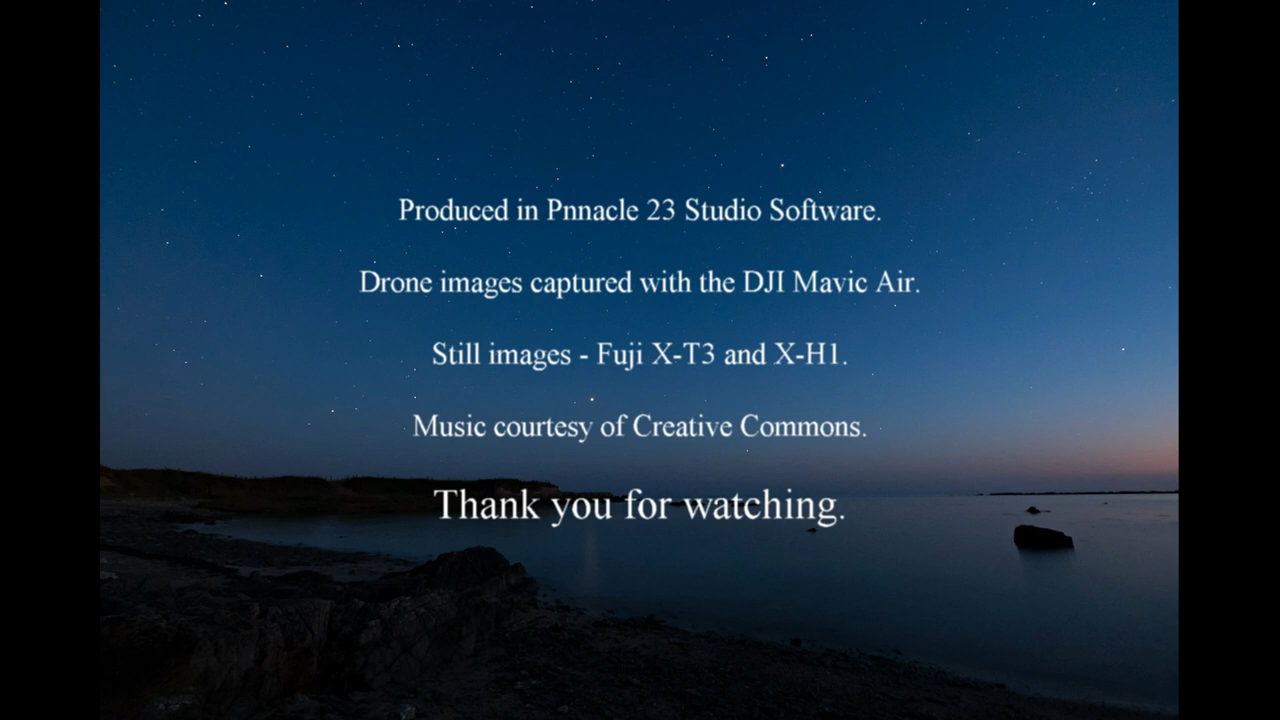 Produced in Pnnacle 23 Studio Software.
Drone images captured with the DJI Mavic Air.
Still images - Fuji X-T3 and X-H1.
Music courtesy of Creative Commons.
Thank you for watching.